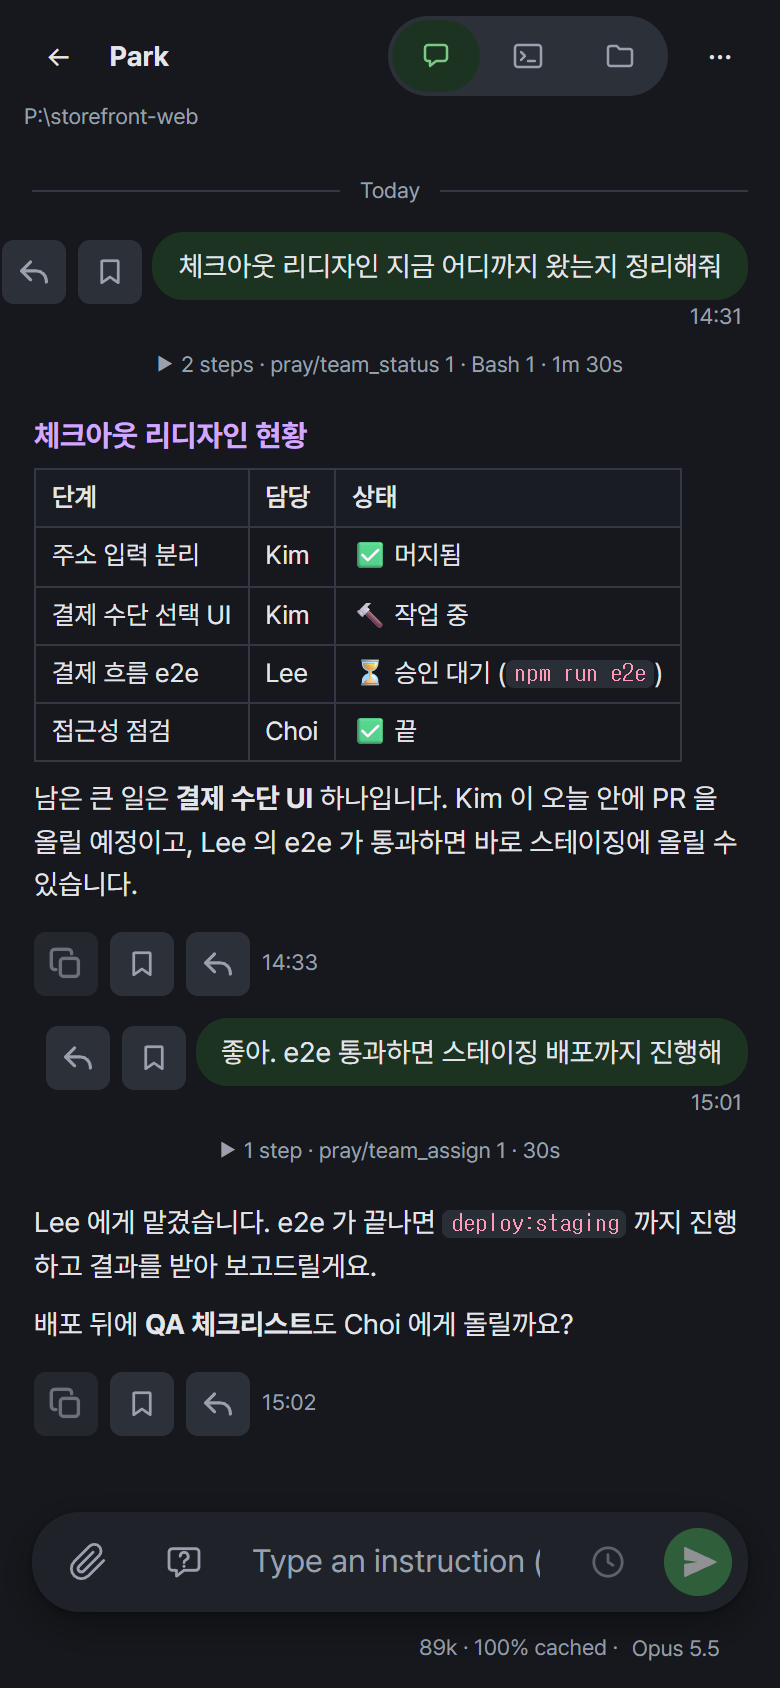 Park
P:\storefront-web
Today
체크아웃 리디자인 지금 어디까지 왔는지 정리해줘
14:31
▶ 2 steps · pray/team_status 1 · Bash 1 · 1m 30s
체크아웃 리디자인 현황
단계 담당 상태
주소 입력 분리 Kim ✅ 머지됨
결제 수단 선택 UI Kim 🔨 작업 중
결제 흐름 e2e Lee ⏳ 승인 대기 (npm run e2e)
접근성 점검 Choi ✅ 끝
남은 큰 일은 결제 수단 UI 하나입니다. Kim 이 오늘 안에 PR 을
올릴 예정이고, Lee 의 e2e 가 통과하면 바로 스테이징에 올릴 수
있습니다.
14:33
좋아. e2e 통과하면 스테이징 배포까지 진행해
15:01
▶ 1 step · pray/team_assign 1 · 30s
Lee 에게 맡겼습니다. e2e 가 끝나면 deploy:staging 까지 진행
하고 결과를 받아 보고드릴게요.
배포 뒤에 QA 체크리스트도 Choi 에게 돌릴까요?
15:02
Type an instruction (
89k · 100% cached · Opus 5.5